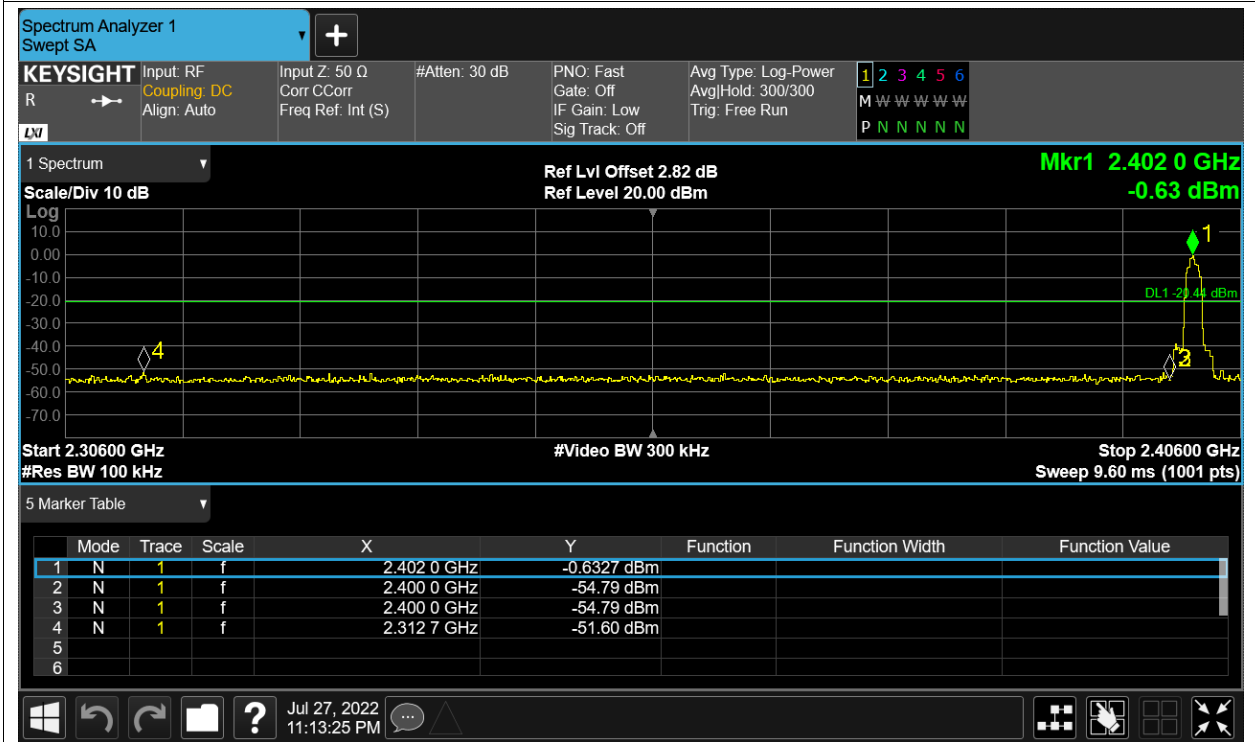 Spectrum Analyzer 1
Swept SA
KEYSIGHT Input: RF Input Z: 50 Ω #Atten: 30 dB PNO: Fast Avg Type: Log-Power 1 2 3 4 5 6
R Coupling: DC Corr CCorr Gate: Off Avg|Hold: 300/300 M W W W W W
Align: Auto Freq Ref: Int (S) IF Gain: Low Trig: Free Run
LXI Sig Track: Off P N N N N N N
1 Spectrum Ref Lvl Offset 2.82 dB Mkr1 2.402 0 GHz
Scale/Div 10 dB Ref Level 20.00 dBm -0.63 dBm
Log
10.0 1
0.00
-10.0
-20.0 DL1 -20.44 dBm
-30.0
-40.0 4
-50.0 3
-60.0
-70.0
Start 2.30600 GHz #Video BW 300 kHz Stop 2.40600 GHz
#Res BW 100 kHz Sweep 9.60 ms (1001 pts)
5 Marker Table
Mode Trace Scale X Y Function Function Width Function Value
1 N 1 f 2.402 0 GHz -0.6327 dBm
2 N 1 f 2.400 0 GHz -54.79 dBm
3 N 1 f 2.400 0 GHz -54.79 dBm
4 N 1 f 2.312 7 GHz -51.60 dBm
5
6
? Jul 27, 2022
11:13:25 PM